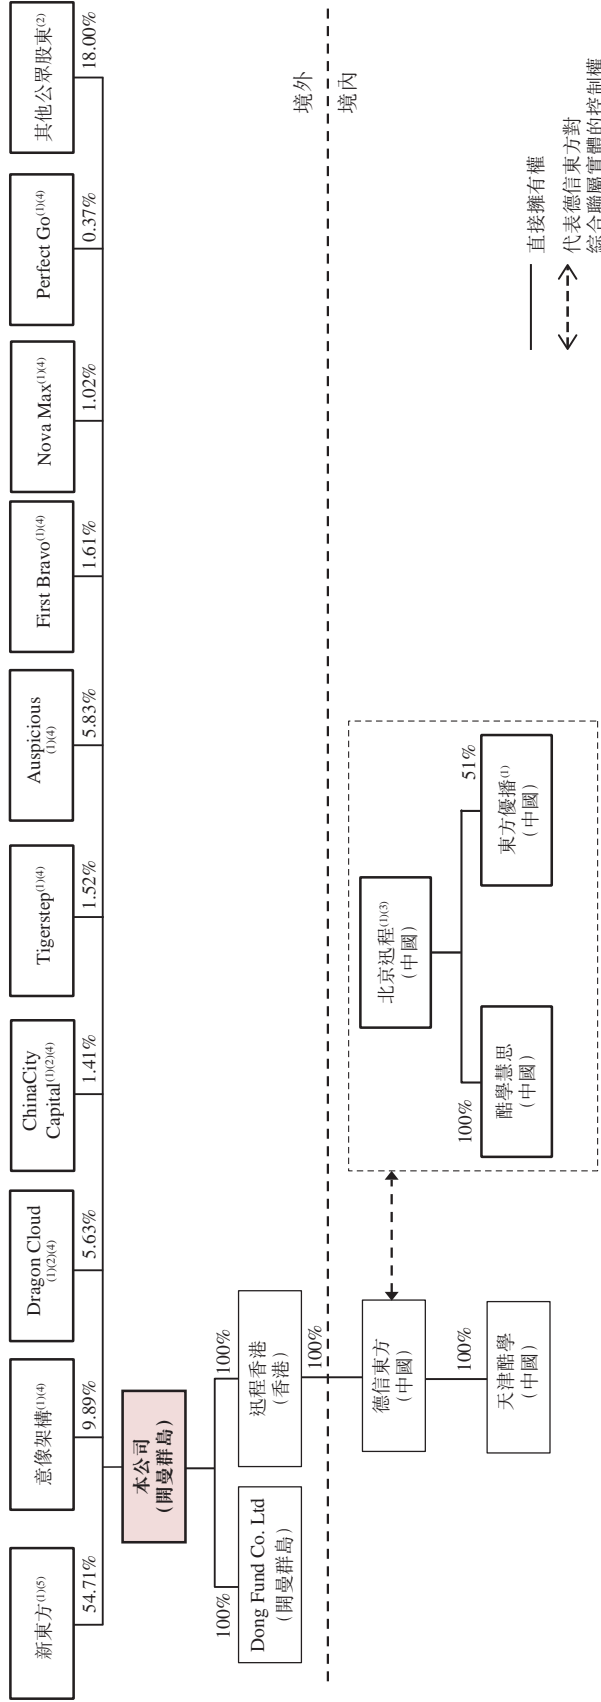 新東方(1)(5)
54.71%
意像架構(1)(4)
9.89%
Dragon Cloud
(1)(2)(4)
5.63%
ChinaCity
Capital(1)(2)(4)
1.41%
Tigerstep(1)(4)
1.52%
Auspicious
(1)(4)
5.83%
First Bravo(1)(4)
1.61%
Nova Max(1)(4)
1.02%
Perfect Go(1)(4)
0.37%
其他公眾股東(2)
18.00%
本公司
(開曼群島)
100%
Dong Fund Co. Ltd
(開曼群島)
100%
迅程香港
(香港)
100%
境外
境內
德信東方
(中國)
100%
天津酷學
(中國)
北京迅程(1)(3)
(中國)
100%
酷學慧思
(中國)
51%
東方優播(1)
(中國)
直接擁有權
代表德信東方對
綜合聯屬實體的控制權